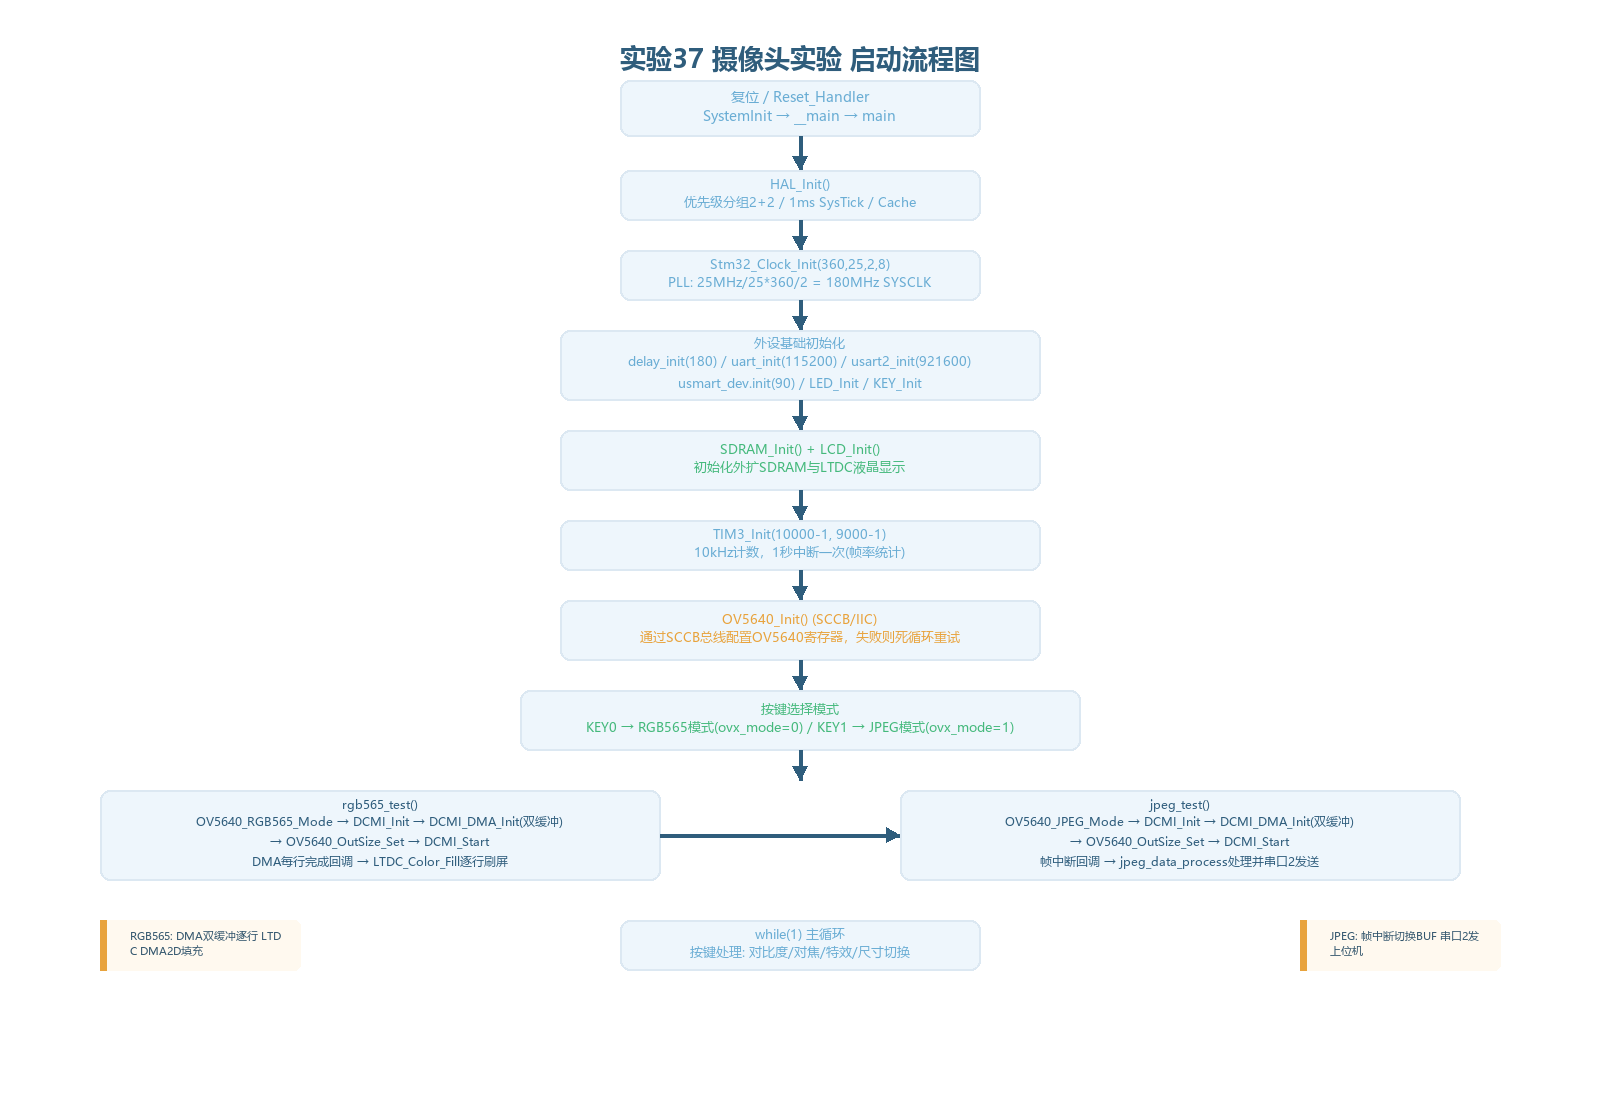 实验37 摄像头实验 启动流程图
复位 / Reset_Handler
SystemInit → __main → main
HAL_Init()
优先级分组2+2 / 1ms SysTick / Cache
Stm32_Clock_Init(360,25,2,8)
PLL: 25MHz/25*360/2 = 180MHz SYSCLK
外设基础初始化
delay_init(180) / uart_init(115200) / usart2_init(921600)
usmart_dev.init(90) / LED_Init / KEY_Init
SDRAM_Init() + LCD_Init()
初始化外扩SDRAM与LTDC液晶显示
TIM3_Init(10000-1, 9000-1)
10kHz计数，1秒中断一次(帧率统计)
OV5640_Init() (SCCB/IIC)
通过SCCB总线配置OV5640寄存器，失败则死循环重试
按键选择模式
KEY0 → RGB565模式(ovx_mode=0) / KEY1 → JPEG模式(ovx_mode=1)
rgb565_test()
OV5640_RGB565_Mode → DCMI_Init → DCMI_DMA_Init(双缓冲)
→ OV5640_OutSize_Set → DCMI_Start
DMA每行完成回调 → LTDC_Color_Fill逐行刷屏
jpeg_test()
OV5640_JPEG_Mode → DCMI_Init → DCMI_DMA_Init(双缓冲)
→ OV5640_OutSize_Set → DCMI_Start
帧中断回调 → jpeg_data_process处理并串口2发送
RGB565: DMA双缓冲逐行 LTD
C DMA2D填充
while(1) 主循环
按键处理: 对比度/对焦/特效/尺寸切换
JPEG: 帧中断切换BUF 串口2发
上位机